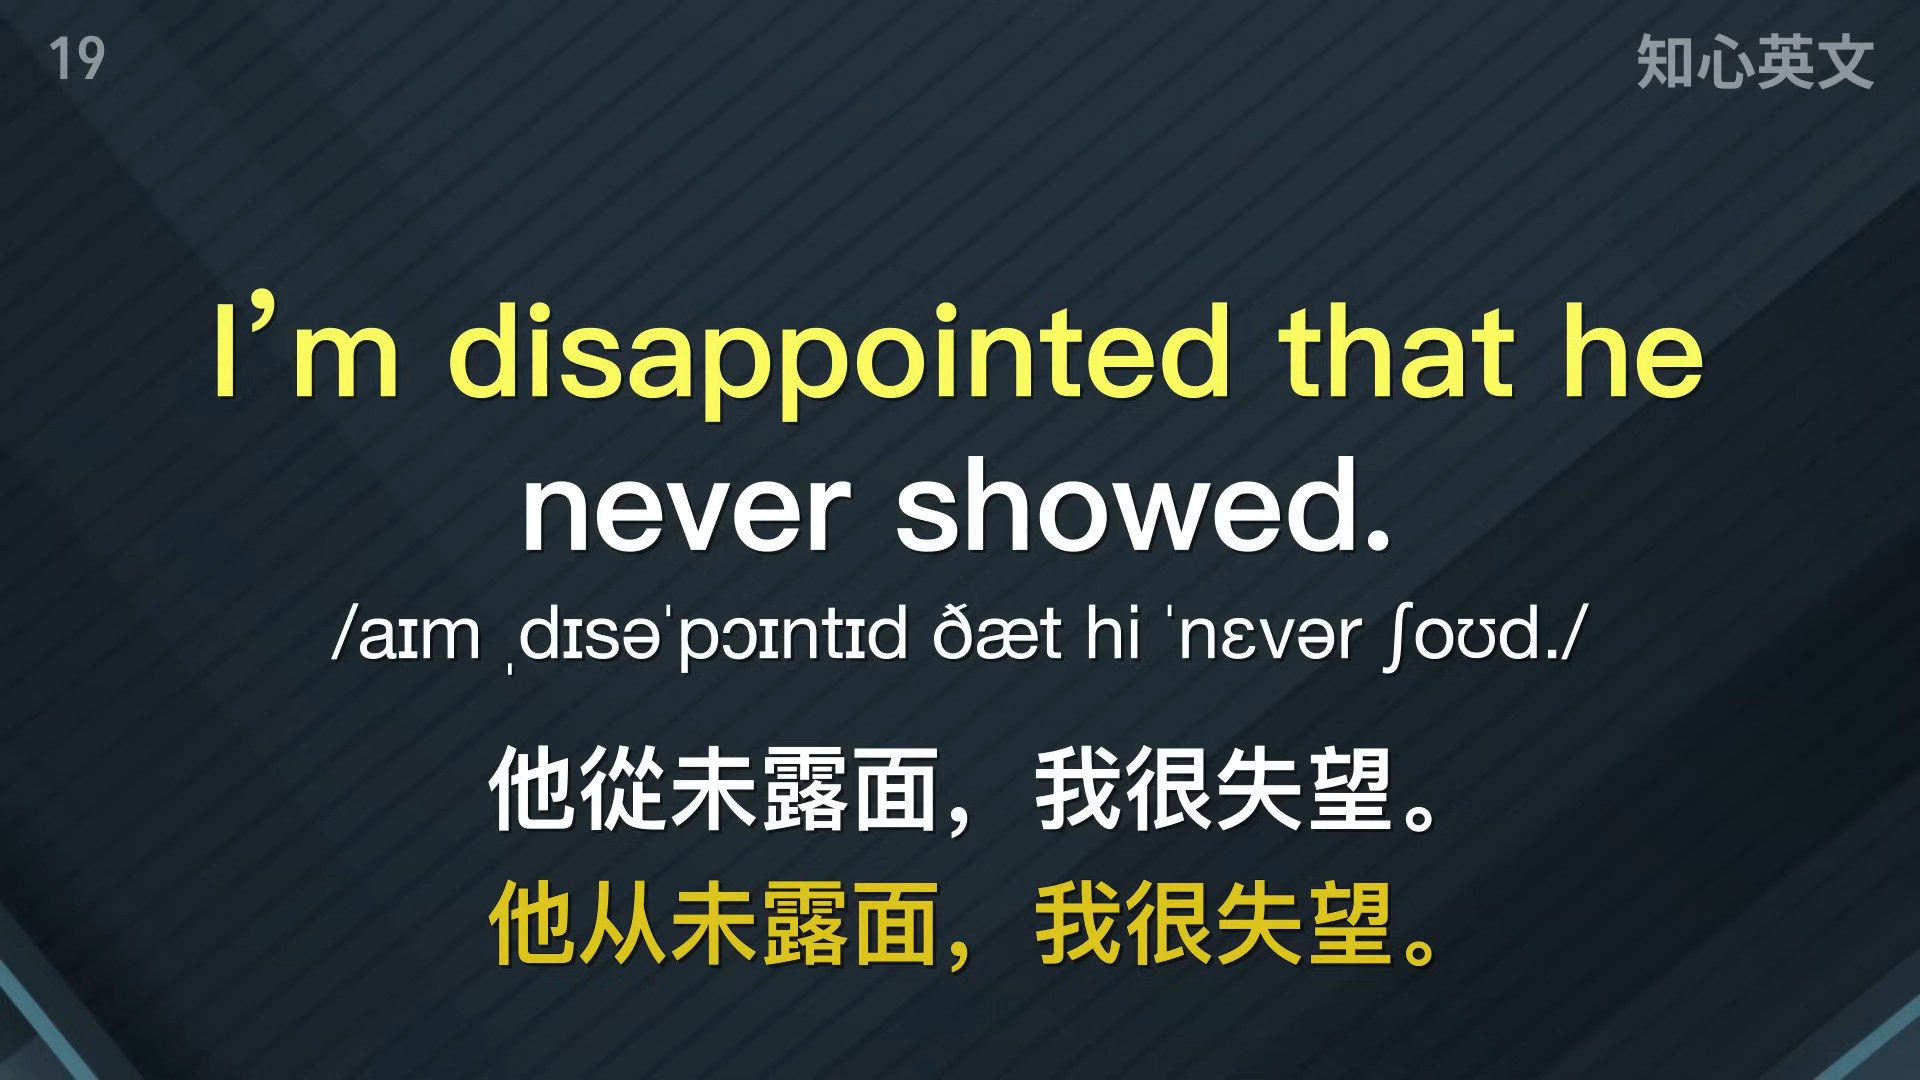 19
知心英文
I’m disappointed that he
never showed.
/aɪm ˌdɪsəˈpɔɪntɪd ðæt hi ˈnɛvər ʃoʊd./
他從未露面，我很失望。
他从未露面，我很失望。